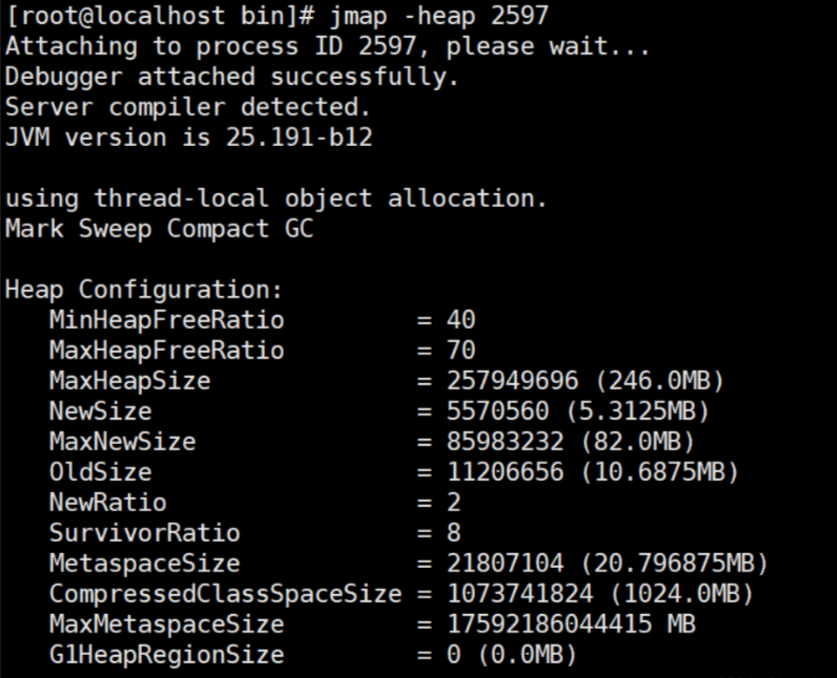 [root@localhost bin]# jmap -heap 2597
Attaching to process ID 2597, please wait...
Debugger attached successfully.
Server compiler detected.
JVM version is 25.191-b12

using thread-local object allocation.
Mark Sweep Compact GC

Heap Configuration:
   MinHeapFreeRatio         = 40
   MaxHeapFreeRatio         = 70
   MaxHeapSize              = 257949696 (246.0MB)
   NewSize                  = 5570560 (5.3125MB)
   MaxNewSize               = 85983232 (82.0MB)
   OldSize                  = 11206656 (10.6875MB)
   NewRatio                 = 2
   SurvivorRatio            = 8
   MetaspaceSize            = 21807104 (20.796875MB)
   CompressedClassSpaceSize = 1073741824 (1024.0MB)
   MaxMetaspaceSize         = 17592186044415 MB
   G1HeapRegionSize         = 0 (0.0MB)